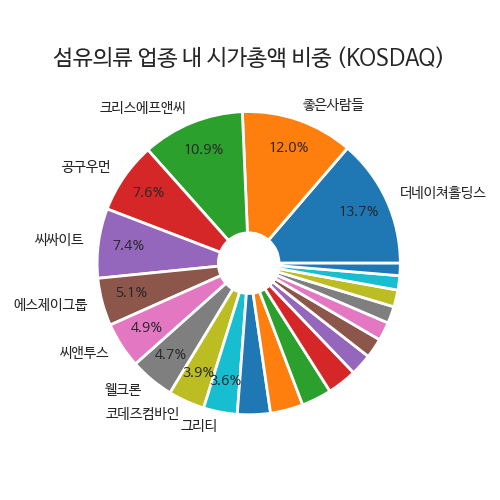 섬유의류 업종 내 시가총액 비중 (KOSDAQ)
좋은사람들
크리스에프앤씨
12.0%
10.9%
공구우먼
7.6%
더네이쳐홀딩스
13.7%
씨싸이트
7.4%
5.1%
에스제이그룹
4.9%
씨앤투스
4.7%
3.9%
3.6%
웰크론
코데즈컴바인
그리티